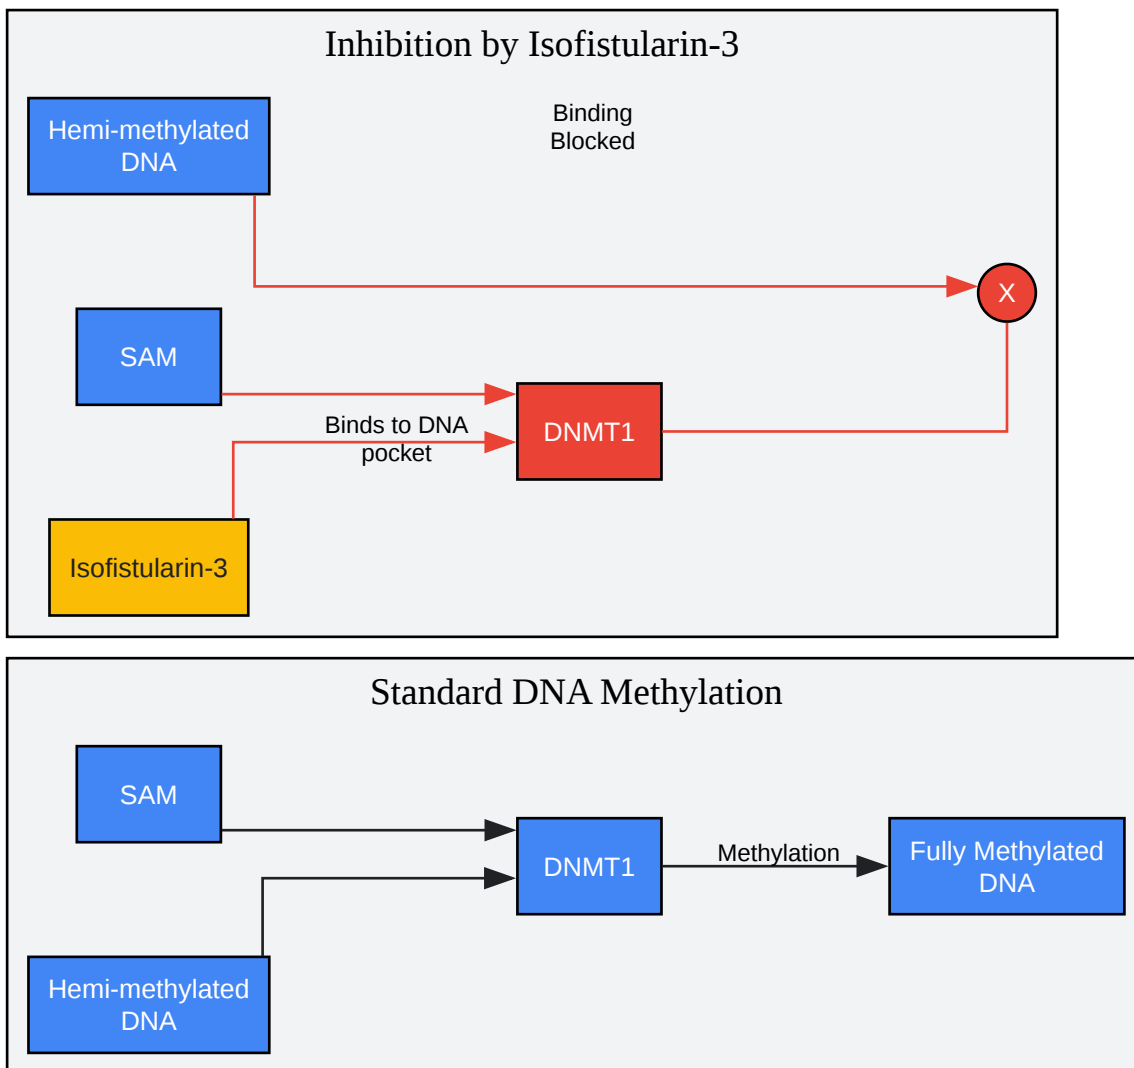 Inhibition by Isofistularin-3
Hemi-methylated
DNA
Binding
Blocked
X
SAM
DNMT1
Binds to DNA
pocket
Isofistularin-3
Standard DNA Methylation
SAM
DNMT1
Methylation
Fully Methylated
DNA
Hemi-methylated
DNA